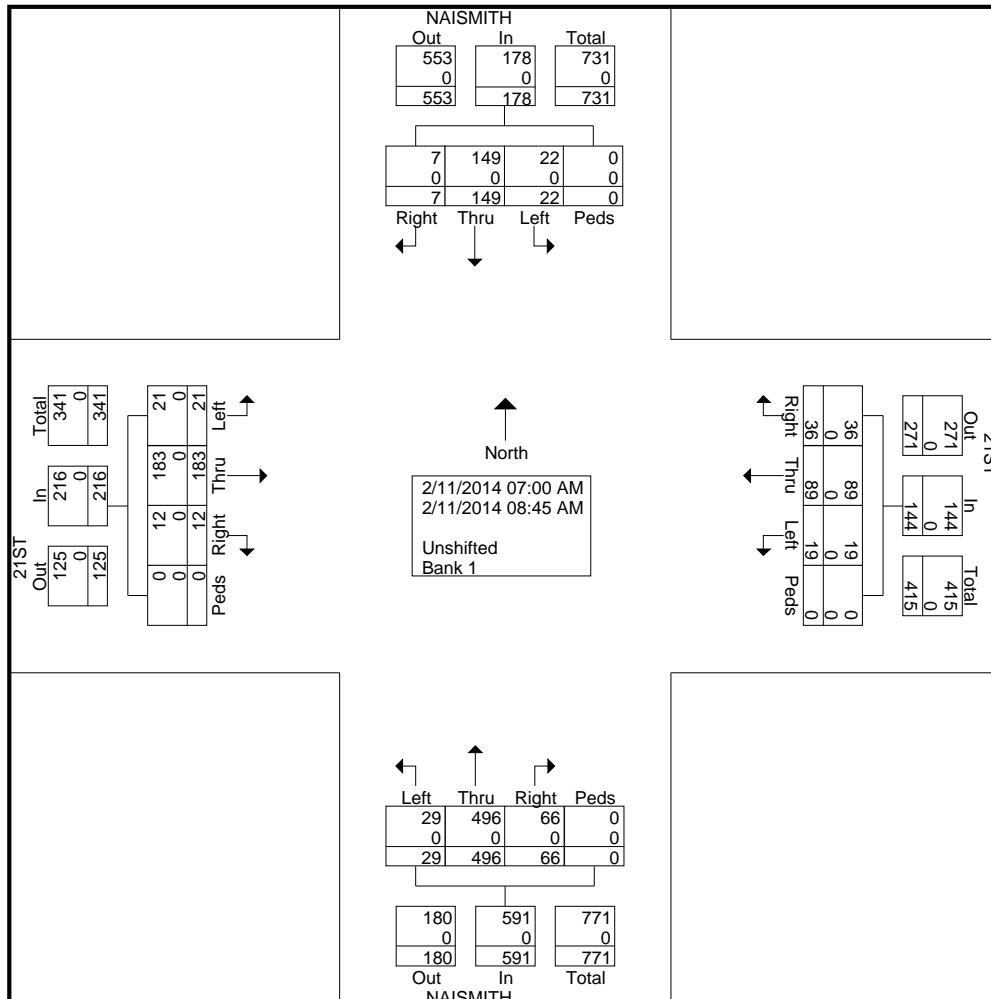 NAISMITH
Out In Total
553 178 731
0 0 0
553 178 731
7 149 22 0
0 0 0 0
7 149 22 0
Right Thru Left Peds
21ST
Total In Out
341 216 125
0 0 0
341 216 125
21 183 12 0
0 0 0 0
21 183 12 0
Left Thru Right Peds
North
2/11/2014 07:00 AM
2/11/2014 08:45 AM
Unshifted
Bank 1
Right Thru Left Peds
36 89 19 0
0 0 0 0
36 89 19 0
271 144 415
0 0 0
271 144 415
Out In Total
21ST
Left Thru Right Peds
29 496 66 0
0 0 0 0
29 496 66 0
180 591 771
0 0 0
180 591 771
Out In Total
NAISMITH